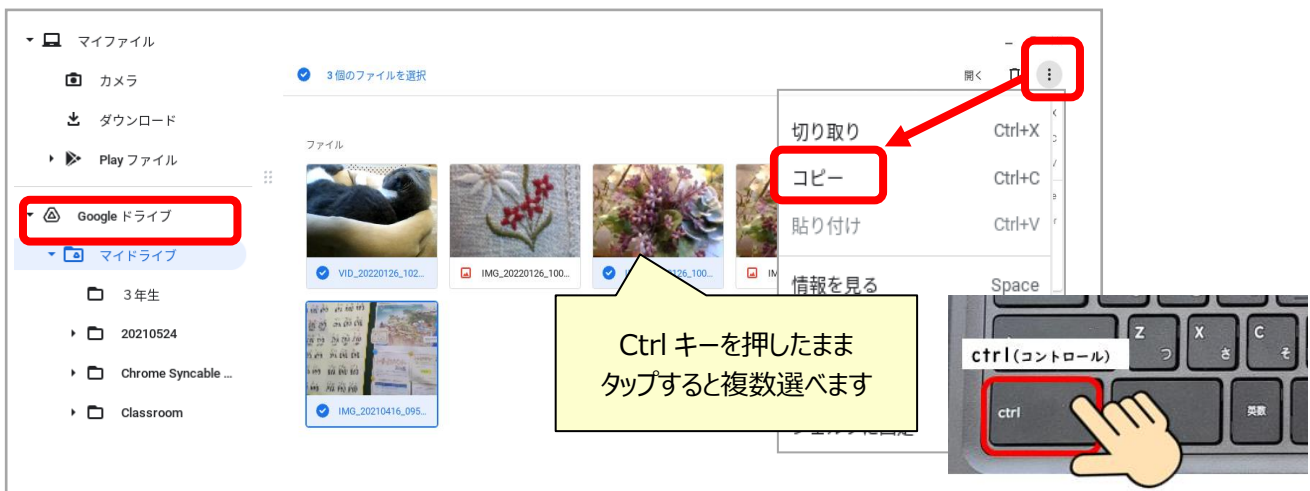 マイファイル
カメラ
ダウンロード
Play ファイル
Google ドライブ
マイドライブ
３年生
20210524
Chrome Syncable ...
Classroom
3 個のファイルを選択
開く
ファイル
VID_20220126_102...
IMG_20220126_100...
126_100...
IM
IMG_20210416_095...
切り取り Ctrl+X
コピー Ctrl+C
貼り付け Ctrl+V
情報を見る Space
Ctrl キーを押したまま
タップすると複数選べます
ctrl(コントロール)
ctrl
Z
つ
X
さ
C
そ
英数